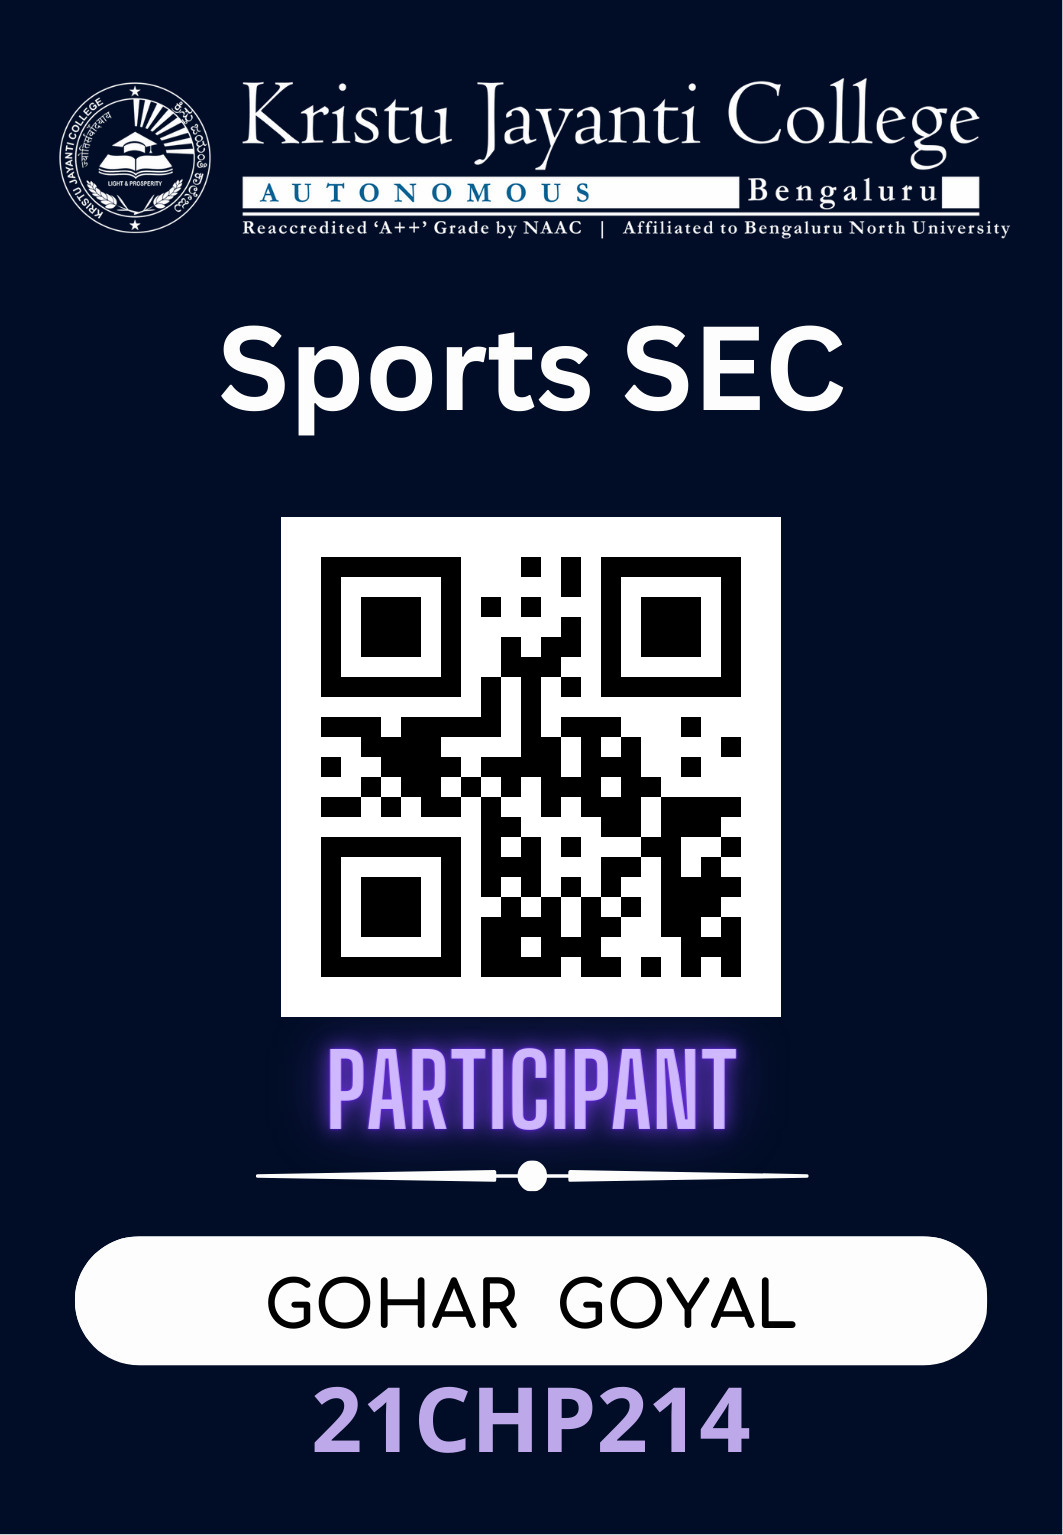 KRISTU JAYANTI COLLEGE
ಕ್ರಿಸ್ತು ಜಯಂತಿ ಕಾಲೇಜು
LIGHT & PROSPERITY
Kristu Jayanti College
AUTONOMOUS Bengaluru
Reaccredited ‘A++’ Grade by NAAC | Affiliated to Bengaluru North University
Sports SEC
PARTICIPANT
GOHAR GOYAL
21CHP214